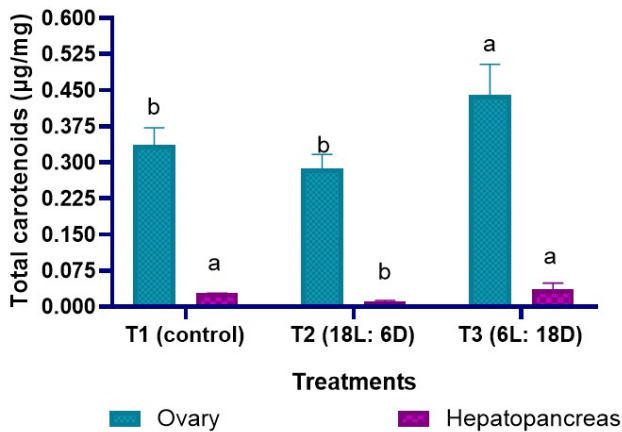 Total carotenoids (µg/mg)
0.600
0.525
0.450
0.375
0.300
0.225
0.150
0.075
0.000
b
a
b
b
a
a
T1 (control)
T2 (18L: 6D)
T3 (6L: 18D)
Treatments
Ovary
Hepatopancreas